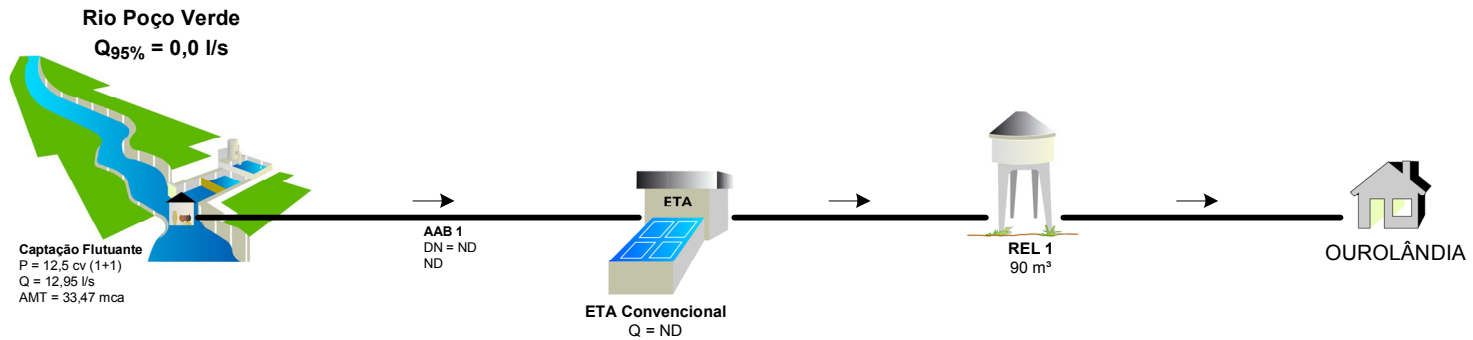 Rio Poço Verde
Q95% = 0,0 l/s
Captação Flutuante
P = 12,5 cv (1+1)
Q = 12,95 l/s
AMT = 33,47 mca
AAB 1
DN = ND
ND
ETA
ETA Convencional
Q = ND
REL 1
90 m³
OUROLÂNDIA